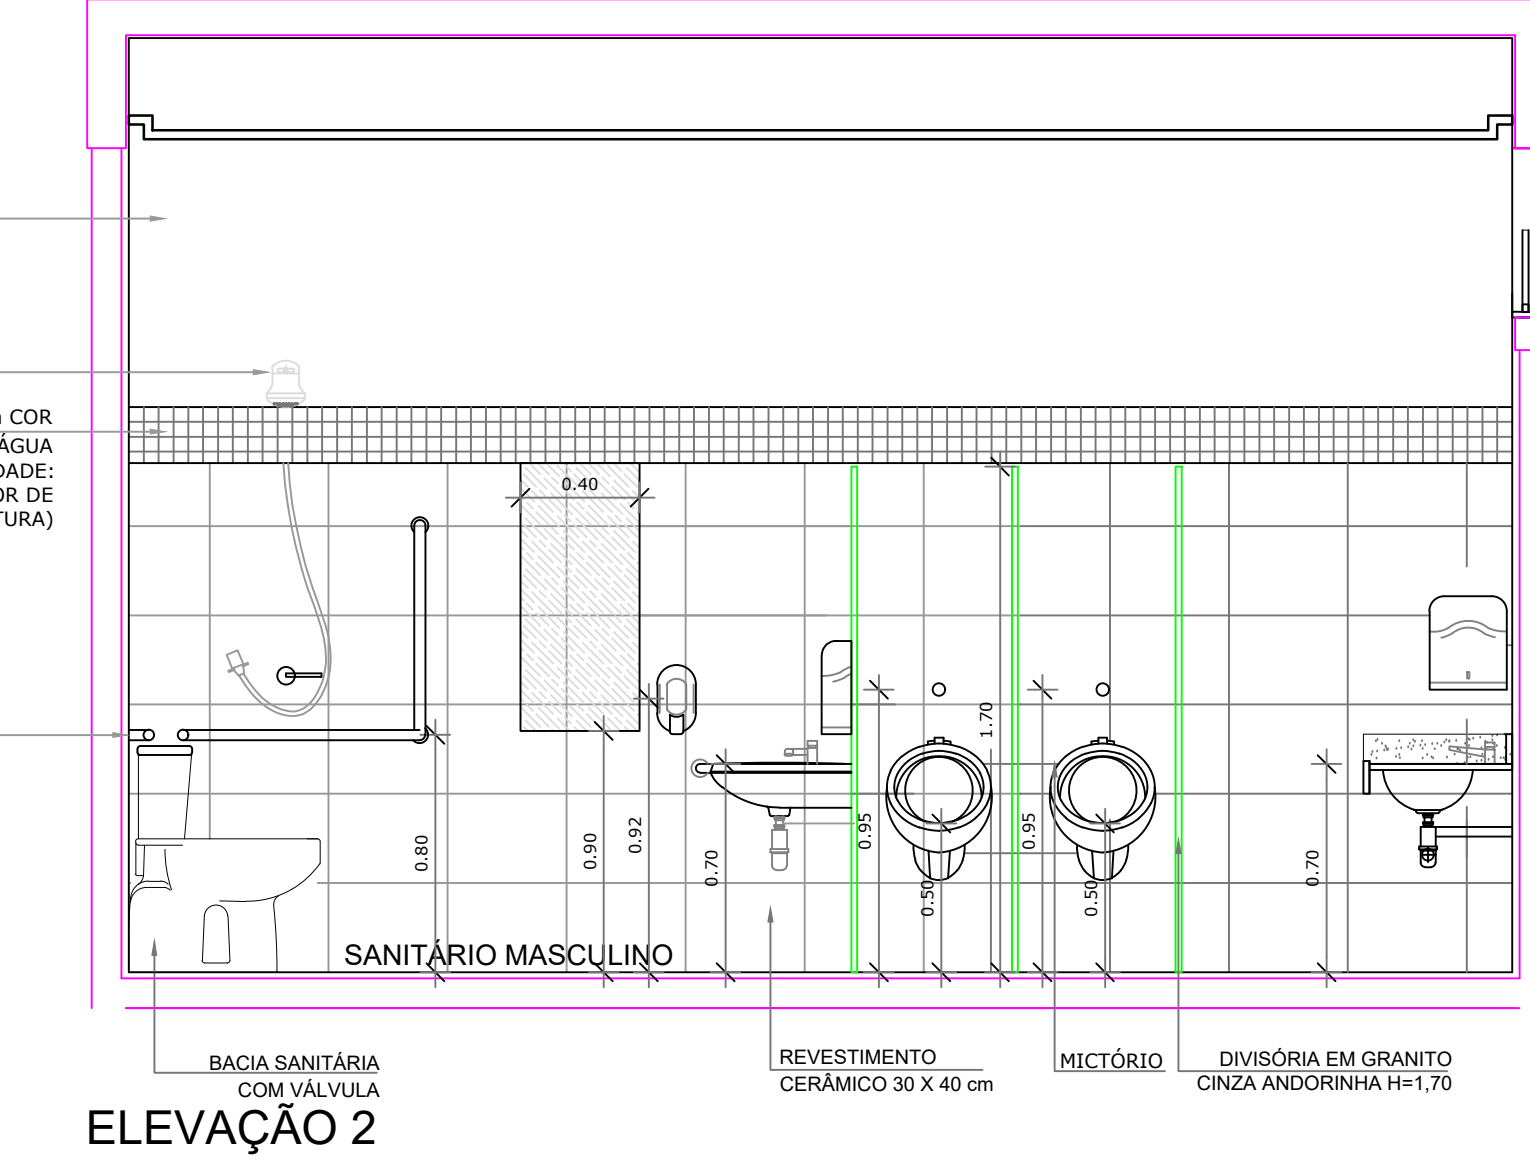 COR
ÁGUA
DADE:
OR DE
TURA)
0.40
1.70
0.80
0.90
0.92
0.70
0.95
0.50
0.95
0.50
0.70
SANITÁRIO MASCULINO
BACIA SANITÁRIA
COM VÁLVULA
REVESTIMENTO
CERÂMICO 30 X 40 cm
MICTÓRIO
DIVISÓRIA EM GRANITO
CINZA ANDORINHA H=1,70
ELEVAÇÃO 2